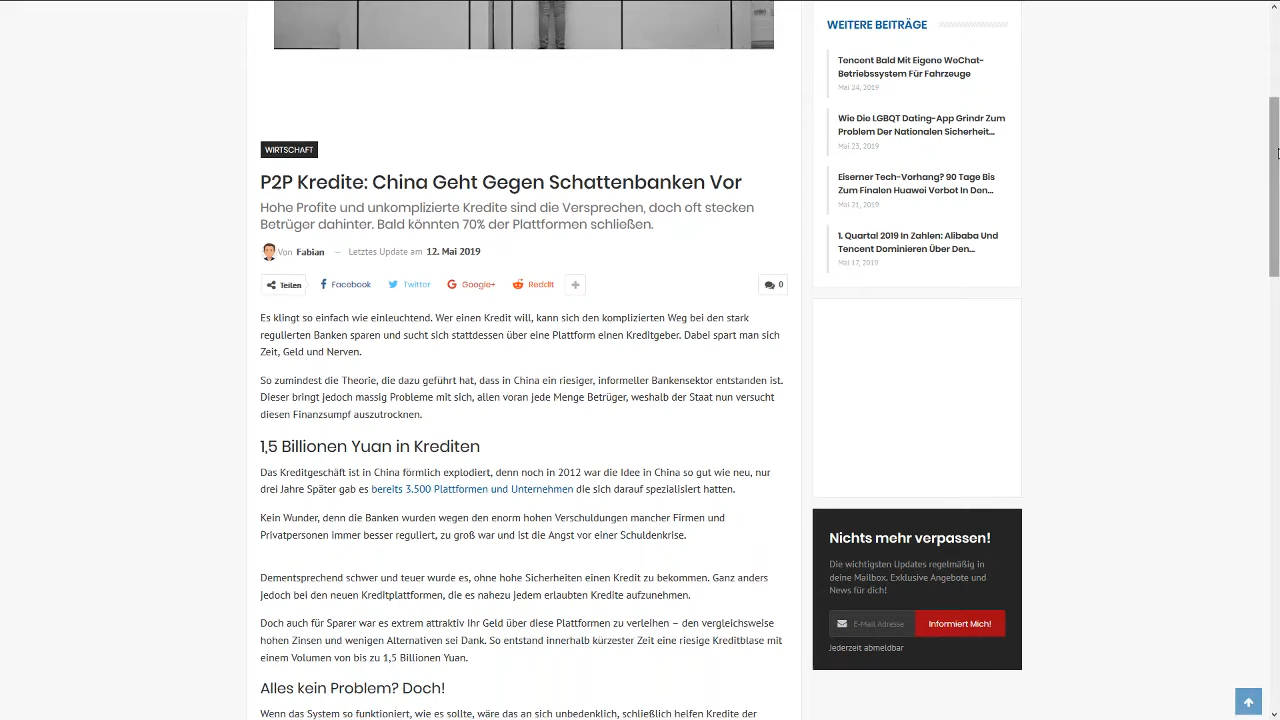 WIRTSCHAFT
P2P Kredite: China Geht Gegen Schattenbanken Vor
Hohe Profite und unkomplizierte Kredite sind die Versprechen, doch oft stecken
Betrüger dahinter. Bald könnten 70% der Plattformen schließen.
Von Fabian — Letztes Update am 12. Mai 2019
Teilen Facebook Twitter Google+ ReddIt 0
Es klingt so einfach wie einleuchtend. Wer einen Kredit will, kann sich den komplizierten Weg bei den stark
regulierten Banken sparen und sucht sich stattdessen über eine Plattform einen Kreditgeber. Dabei spart man sich
Zeit, Geld und Nerven.
So zumindest die Theorie, die dazu geführt hat, dass in China ein riesiger, informeller Bankensektor entstanden ist.
Dieser bringt jedoch massig Probleme mit sich, allen voran jede Menge Betrüger, weshalb der Staat nun versucht
diesen Finanzsumpf auszutrocknen.
1,5 Billionen Yuan in Krediten
Das Kreditgeschäft ist in China förmlich explodiert, denn noch in 2012 war die Idee in China so gut wie neu, nur
drei Jahre Später gab es bereits 3.500 Plattformen und Unternehmen die sich darauf spezialisiert hatten.
Kein Wunder, denn die Banken wurden wegen den enorm hohen Verschuldungen mancher Firmen und
Privatpersonen immer besser reguliert, zu groß war und ist die Angst vor einer Schuldenkrise.
Dementsprechend schwer und teuer wurde es, ohne hohe Sicherheiten einen Kredit zu bekommen. Ganz anders
jedoch bei den neuen Kreditplattformen, die es nahezu jedem erlaubten Kredite aufzunehmen.
Doch auch für Sparer war es extrem attraktiv Ihr Geld über diese Plattformen zu verleihen – den vergleichsweise
hohen Zinsen und wenigen Alternativen sei Dank. So entstand innerhalb kürzester Zeit eine riesige Kreditblase mit
einem Volumen von bis zu 1,5 Billionen Yuan.
Alles kein Problem? Doch!
Wenn das System so funktioniert, wie es sollte, wäre das an sich unbedenklich, schließlich helfen Kredite der
WEITERE BEITRÄGE
Tencent Bald Mit Eigene WeChat-
Betriebssystem Für Fahrzeuge
Mai 24, 2019
Wie Die LGBQT Dating-App Grindr Zum
Problem Der Nationalen Sicherheit...
Mai 23, 2019
Eiserner Tech-Vorhang? 90 Tage Bis
Zum Finalen Huawei Verbot In Den...
Mai 21, 2019
1. Quartal 2019 In Zahlen: Alibaba Und
Tencent Dominieren Über Den...
Mai 17, 2019
Nichts mehr verpassen!
Die wichtigsten Updates regelmäßig in
deine Mailbox. Exklusive Angebote und
News für dich!
E-Mail Adresse Informiert Mich!
Jederzeit abmeldbar